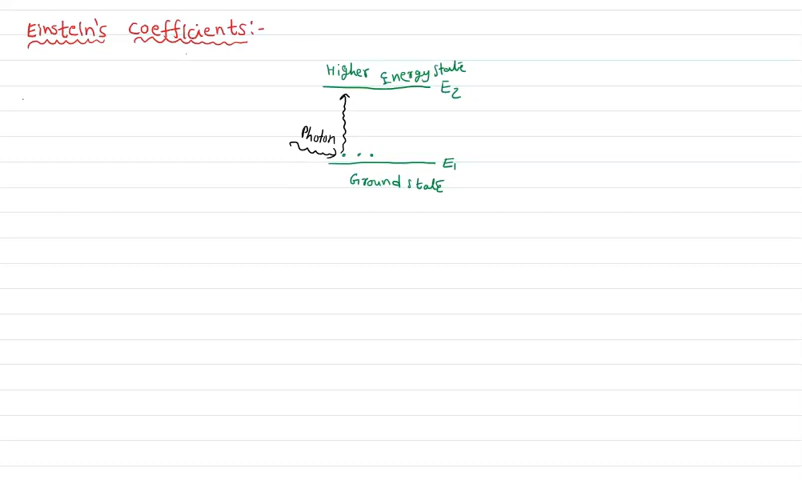 Einstein's Coefficients:-
Higher Energy state
E2
Photon
E1
Ground state